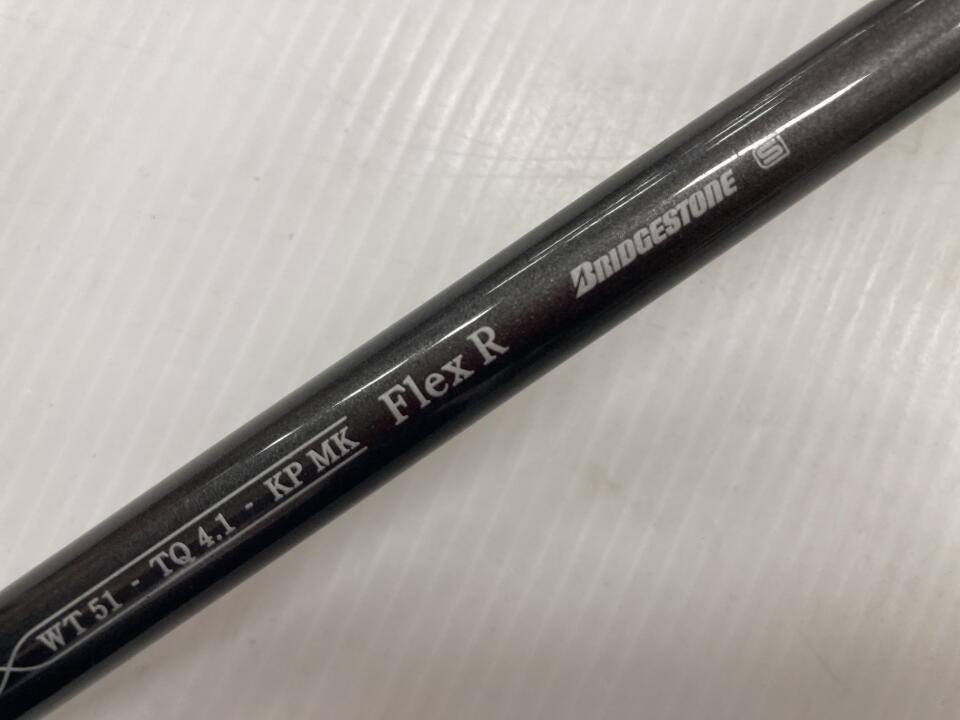 WT 51 - TQ 4.1 - KP MK Flex R BRIDGESTONE S